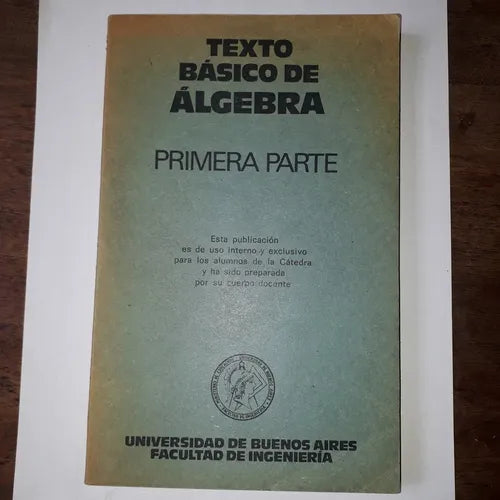 TEXTO
BÁSICO DE
ÁLGEBRA
PRIMERA PARTE
Esta publicación
es de uso interno y exclusivo
para los alumnos de la Cátedra
y ha sido preparada
por su cuerpo docente
UNIVERSIDAD DE BUENOS AIRES
FACULTAD DE INGENIERÍA